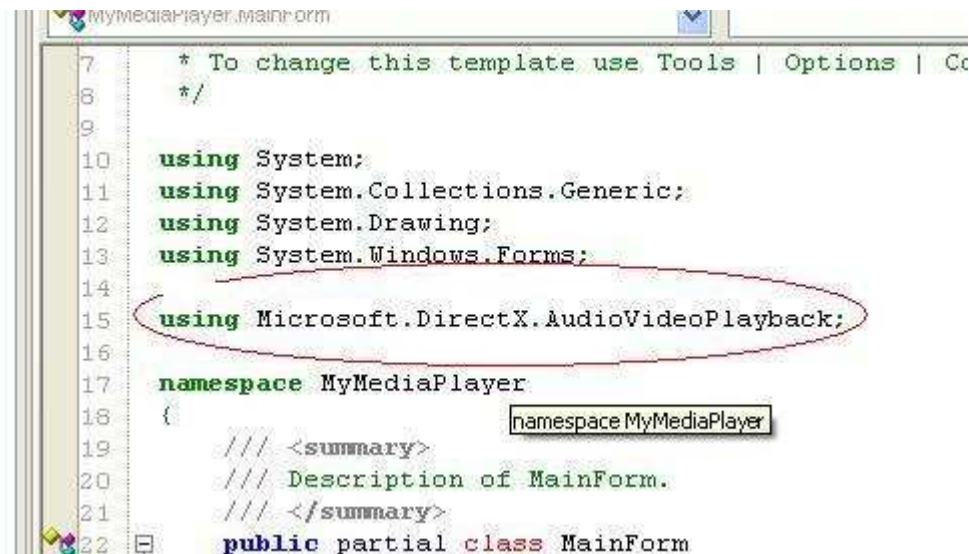 MyMediaPlayer.MainForm
7 * To change this template use Tools | Options |
8 */
9
10 using System;
11 using System.Collections.Generic;
12 using System.Drawing;
13 using System.Windows.Forms;
14
15 using Microsoft.DirectX.AudioVideoPlayback;
16
17 namespace MyMediaPlayer
18 {
namespace MyMediaPlayer
19 /// <summary>
20 /// Description of MainForm.
21 /// </summary>
22 public partial class MainForm